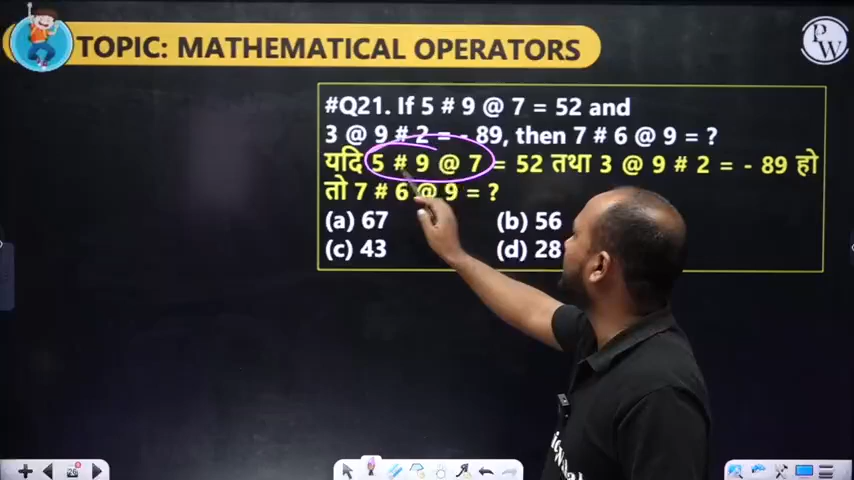 TOPIC: MATHEMATICAL OPERATORS
PW
#Q21. If 5 # 9 @ 7 = 52 and
3 @ 9 # 2 = - 89, then 7 # 6 @ 9 = ?
यदि 5 # 9 @ 7 = 52 तथा 3 @ 9 # 2 = - 89 हो
तो 7 # 6 @ 9 = ?
(a) 67 (b) 56
(c) 43 (d) 28